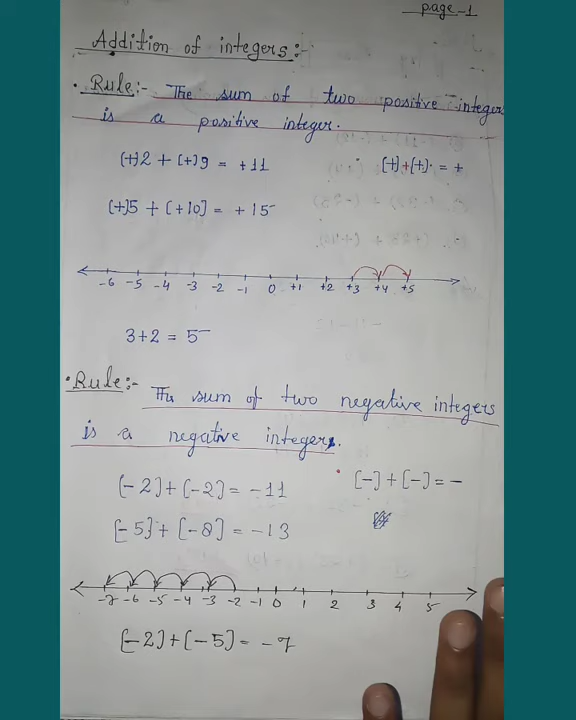 page-1
Addition of integers:-
• Rule:- The sum of two positive integer
is a positive integer.
(+)2 + (+)9 = +11 (+)+(+) = +
(+)5 + (+10) = +15
-6 -5 -4 -3 -2 -1 0 +1 +2 +3 +4 +5
3+2 = 5
• Rule:- The sum of two negative integers
is a negative integers.
(-2)+(-2) = -11 • (-)+(-) = -
(-5)+(-8) = -13
-7 -6 -5 -4 -3 -2 -1 0 1 2 3 4 5
(-2)+(-5) = -7